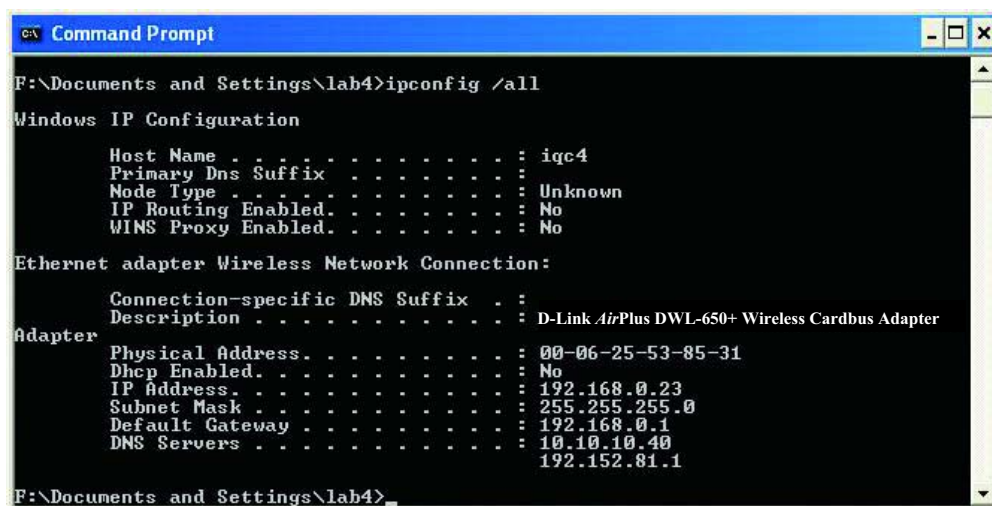 Command Prompt
F:\Documents and Settings\lab4>ipconfig /all
Windows IP Configuration
Host Name . . . . . . . . . . . . : iqc4
Primary Dns Suffix . . . . . . . :
Node Type . . . . . . . . . . . . : Unknown
IP Routing Enabled. . . . . . . . : No
WINS Proxy Enabled. . . . . . . . : No
Ethernet adapter Wireless Network Connection:
Connection-specific DNS Suffix . :
Description . . . . . . . . . . . : D-Link AirPlus DWL-650+ Wireless Cardbus Adapter
Adapter
Physical Address. . . . . . . . . : 00-06-25-53-85-31
Dhcp Enabled. . . . . . . . . . . : No
IP Address. . . . . . . . . . . . : 192.168.0.23
Subnet Mask . . . . . . . . . . . : 255.255.255.0
Default Gateway . . . . . . . . . : 192.168.0.1
DNS Servers . . . . . . . . . . . : 10.10.10.40
192.152.81.1
F:\Documents and Settings\lab4>_